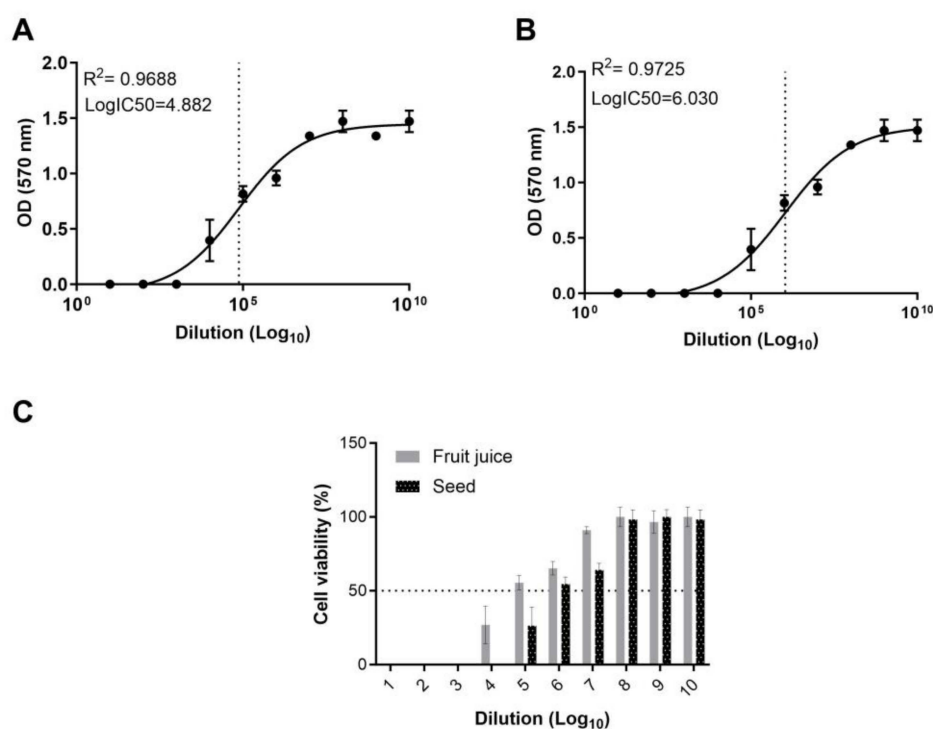 A
R²= 0.9688
LogIC50=4.882
2.0
1.5
1.0
0.5
0.0
OD (570 nm)
10⁰
10⁵
10¹⁰
Dilution (Log₁₀)
B
R²= 0.9725
LogIC50=6.030
2.0
1.5
1.0
0.5
0.0
OD (570 nm)
10⁰
10⁵
10¹⁰
Dilution (Log₁₀)
C
Fruit juice
Seed
150
100
50
0
Cell viability (%)
1
2
3
4
5
6
7
8
9
10
Dilution (Log₁₀)